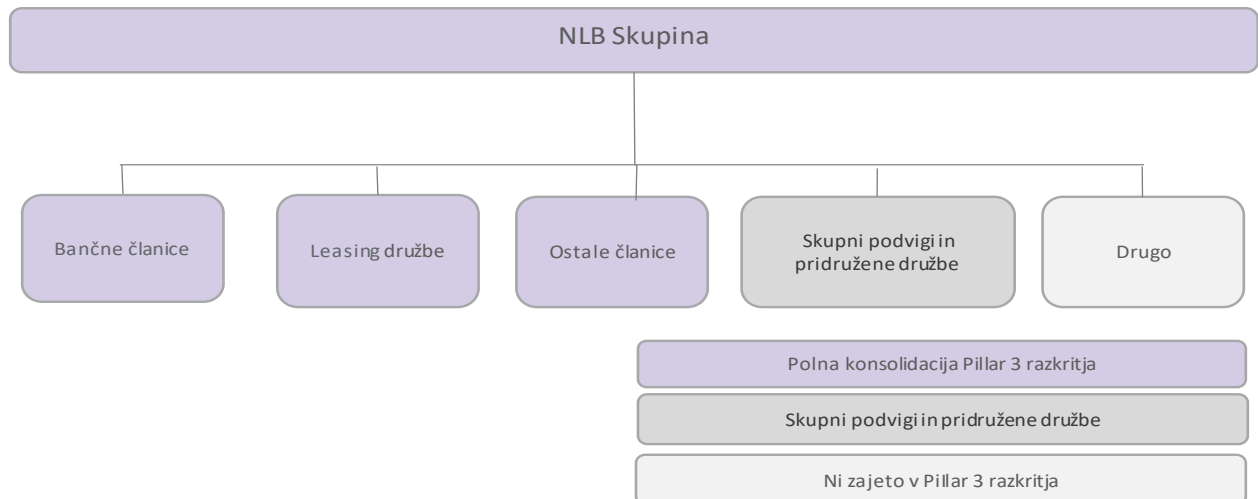 NLB Skupina
Bančne članice
Leasing družbe
Ostale članice
Skupni podvigi in
pridružene družbe
Drugo
Polna konsolidacija Pillar 3 razkritja
Skupni podvigi in pridružene družbe
Ni zajeto v Pillar 3 razkritja